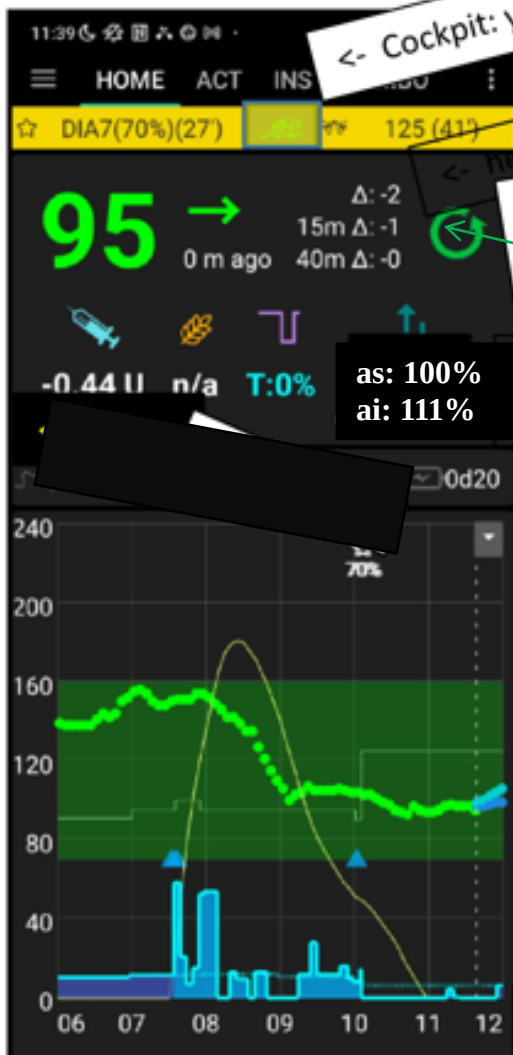 11:39
<- Cockpit: y
HOME ACT INS
DIA7(70%)(27') 125 (41')
<- he
95
Δ: -2
15m Δ: -1
0 m ago 40m Δ: -0
-0.44 U n/a T:0% as: 100%
ai: 111%
0d20
240
70%
200
160
120
80
40
0
06 07 08 09 10 11 12